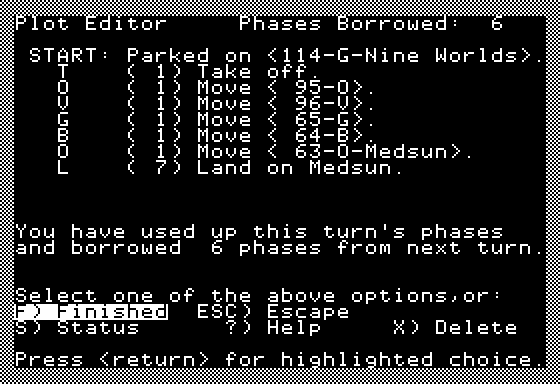 Plot Editor     Phases Borrowed:  6
START: Parked on <114-G-Nine Worlds>.
T    ( 1) Take off.
O    ( 1) Move < 95-O>.
V    ( 1) Move < 96-V>.
G    ( 1) Move < 65-G>.
B    ( 1) Move < 64-B>.
O    ( 1) Move < 63-O-Medsun>.
L    ( 7) Land on Medsun.
You have used up this turn's phases
and borrowed  6 phases from next turn.
Select one of the above options,or:
F) Finished  ESC) Escape
S) Status      ?) Help     X) Delete
Press <return> for highlighted choice.